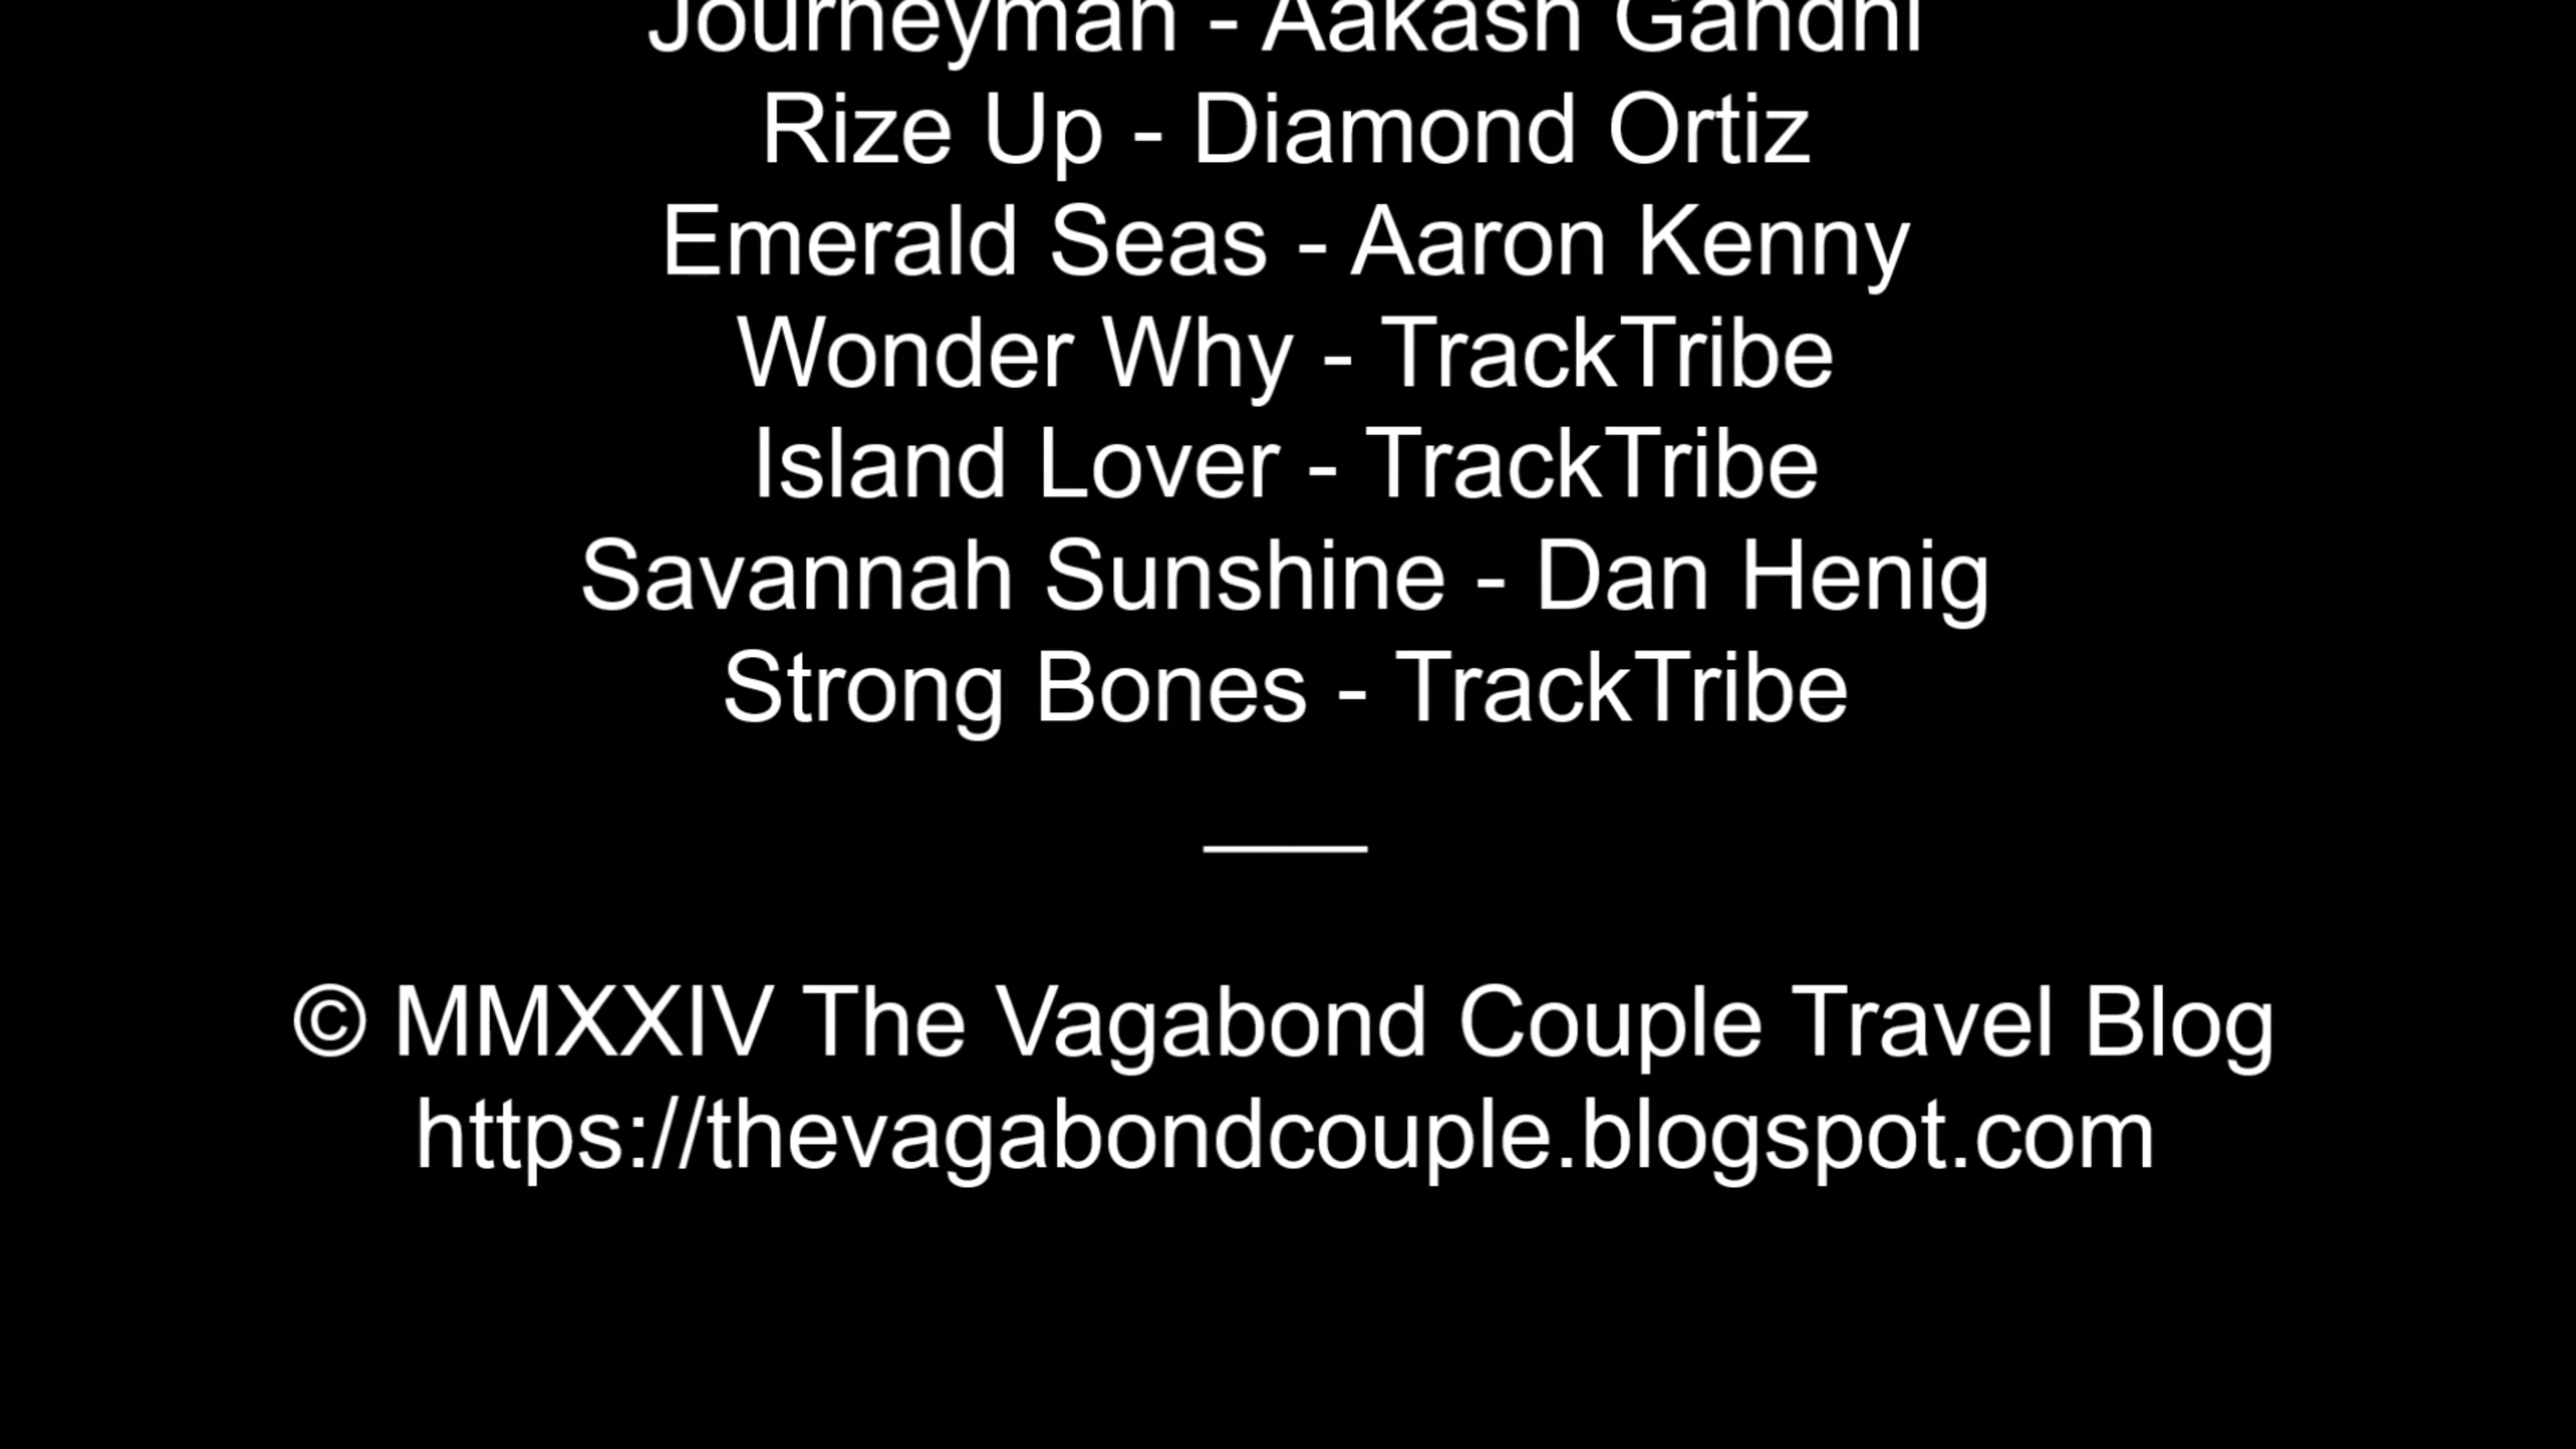 Journeyman - Aakash Gandhi
Rize Up - Diamond Ortiz
Emerald Seas - Aaron Kenny
Wonder Why - TrackTribe
Island Lover - TrackTribe
Savannah Sunshine - Dan Henig
Strong Bones - TrackTribe
© MMXXIV The Vagabond Couple Travel Blog
https://thevagabondcouple.blogspot.com